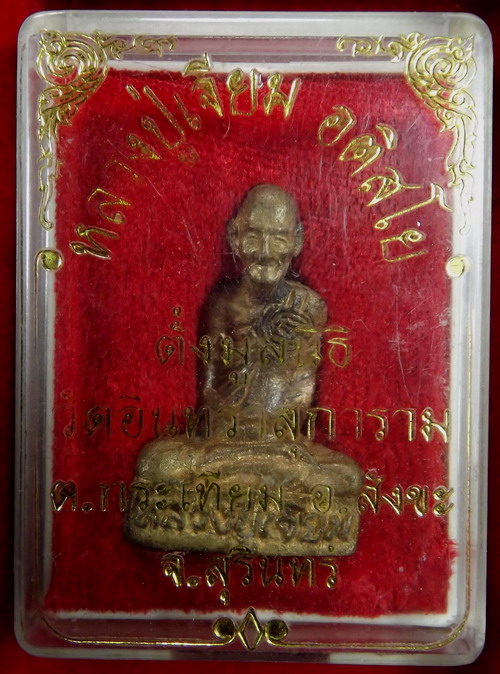 หลวงปู่เจียม อติสโย
ตั้งมูลนิธิ
วัดอินทราสุการาม
ต.กระเทียม อ.สังขะ
จ.สุรินทร์
หลวงปู่เจียม